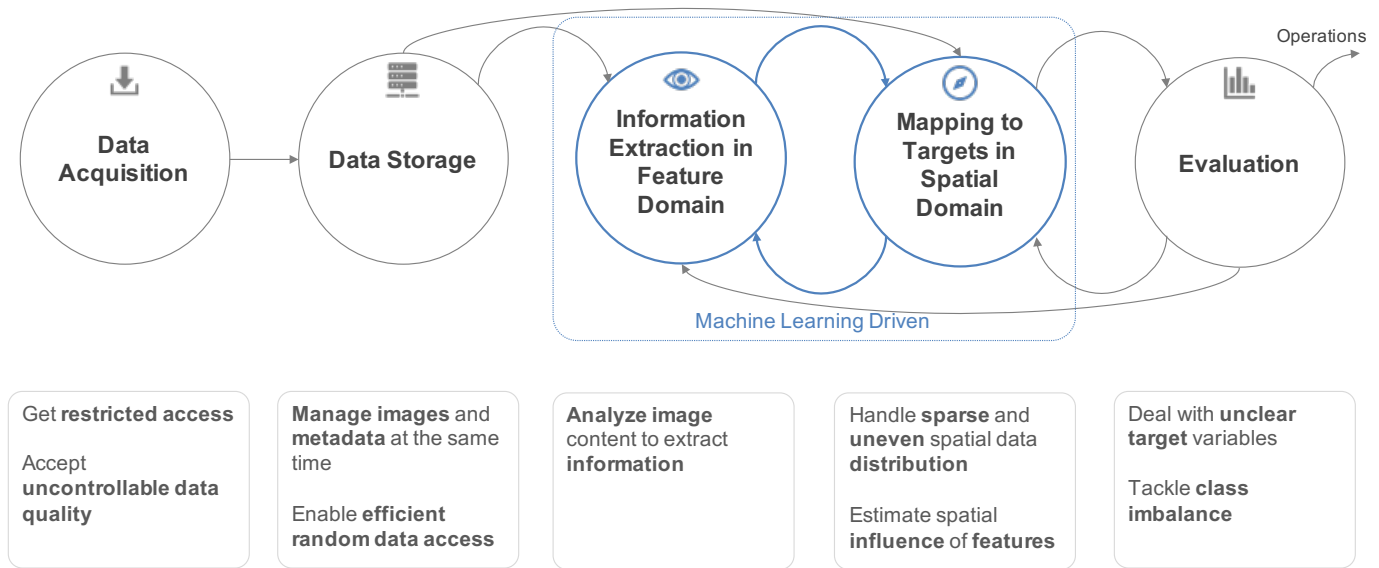 Operations
Data
Acquisition
Data Storage
Information
Extraction in
Feature
Domain
Mapping to
Targets in
Spatial
Domain
Evaluation
Machine Learning Driven
Get restricted access
Accept
uncontrollable data
quality
Manage images and
metadata at the same
time
Enable efficient
random data access
Analyze image
content to extract
information
Handle sparse and
uneven spatial data
distribution
Estimate spatial
influence of features
Deal with unclear
target variables
Tackle class
imbalance